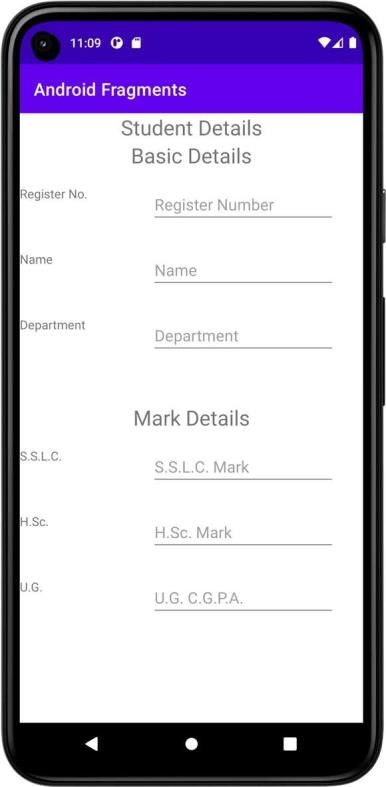 11:09
Android Fragments
Student Details
Basic Details
Register No.
Register Number
Name
Name
Department
Department
Mark Details
S.S.L.C.
S.S.L.C. Mark
H.Sc.
H.Sc. Mark
U.G.
U.G. C.G.P.A.